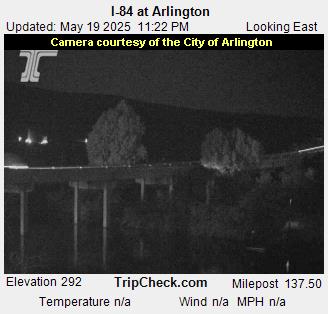 I-84 at Arlington
Updated: May 19 2025 11:22 PM Looking East
Camera courtesy of the City of Arlington
Elevation 292 TripCheck.com Milepost 137.50
Temperature n/a Wind n/a MPH n/a